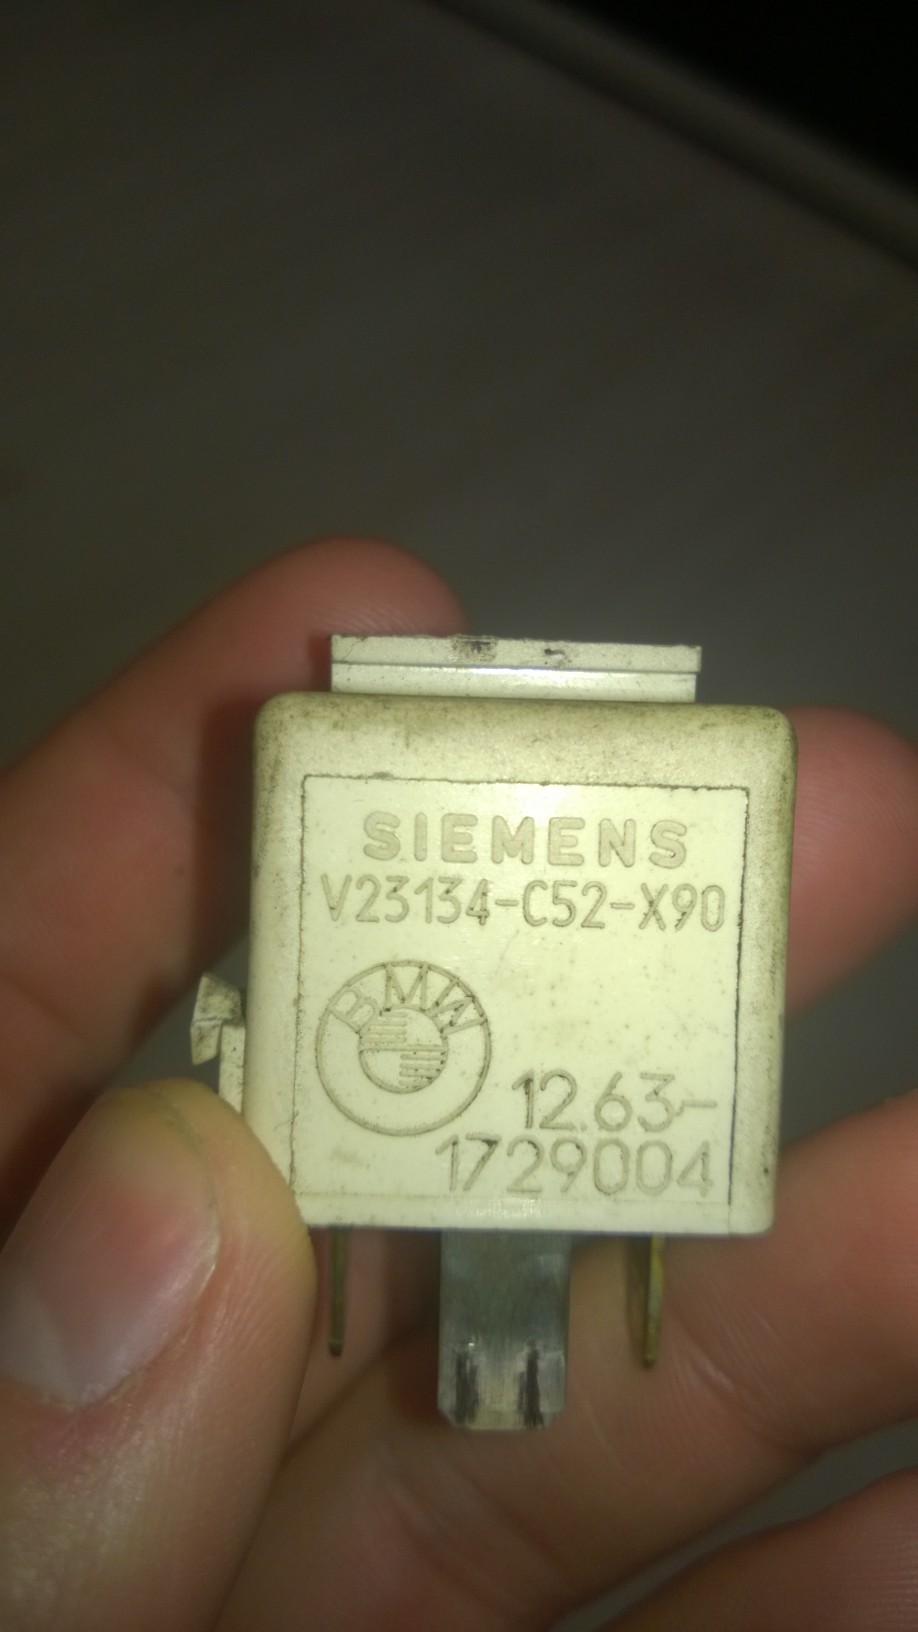 SIEMENS
V23134-C52-X90
BMW
12.63-
1729004